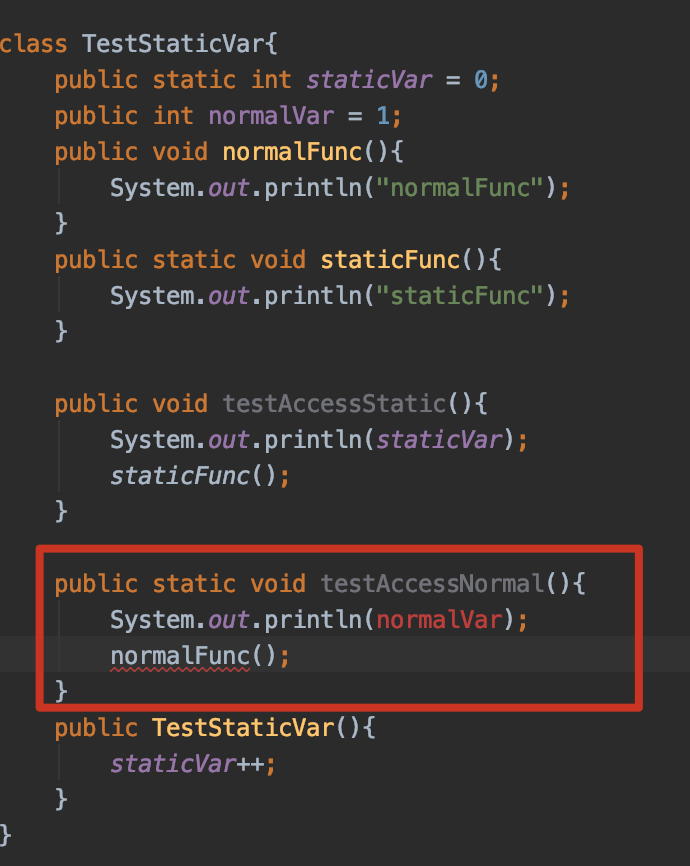 class TestStaticVar{
    public static int staticVar = 0;
    public int normalVar = 1;
    public void normalFunc(){
        System.out.println("normalFunc");
    }
    public static void staticFunc(){
        System.out.println("staticFunc");
    }

    public void testAccessStatic(){
        System.out.println(staticVar);
        staticFunc();
    }

    public static void testAccessNormal(){
        System.out.println(normalVar);
        normalFunc();
    }
    public TestStaticVar(){
        staticVar++;
    }
}